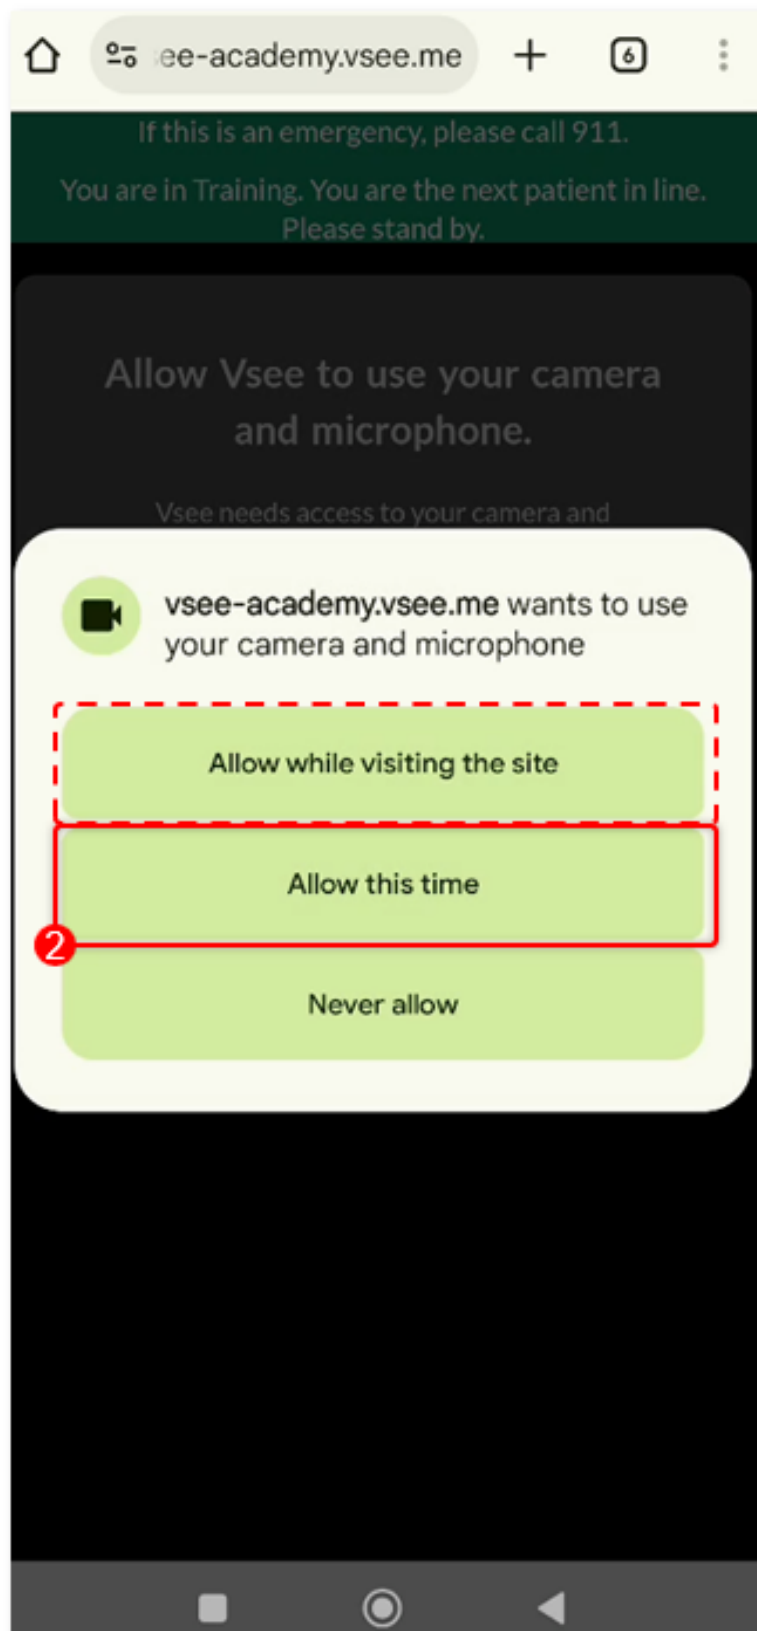 ee-academy.vsee.me
6
If this is an emergency, please call 911.
You are in Training. You are the next patient in line.
Please stand by.
Allow Vsee to use your camera
and microphone.
Vsee needs access to your camera and
vsee-academy.vsee.me wants to use
your camera and microphone
Allow while visiting the site
Allow this time
2
Never allow